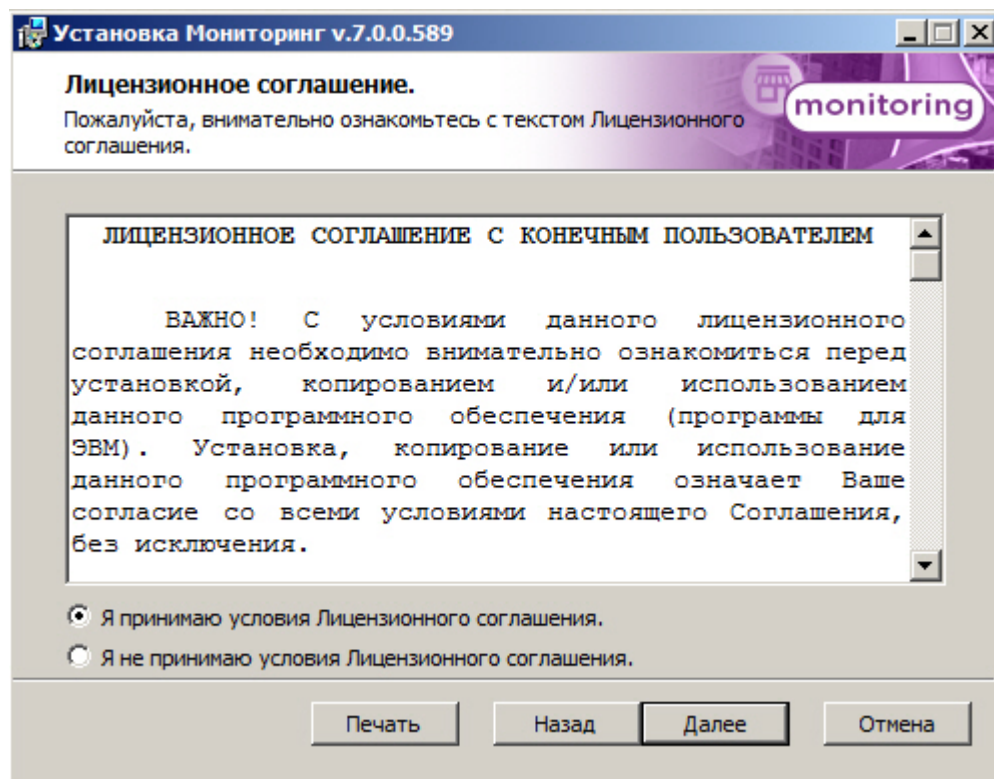 Установка Мониторинг v.7.0.0.589
Лицензионное соглашение.
Пожалуйста, внимательно ознакомьтесь с текстом Лицензионного
соглашения.
monitoring
ЛИЦЕНЗИОННОЕ СОГЛАШЕНИЕ С КОНЕЧНЫМ ПОЛЬЗОВАТЕЛЕМ
ВАЖНО! С условиями данного лицензионного
соглашения необходимо внимательно ознакомиться перед
установкой, копированием и/или использованием
данного программного обеспечения (программы для
ЭВМ). Установка, копирование или использование
данного программного обеспечения означает Ваше
согласие со всеми условиями настоящего Соглашения,
без исключения.
Я принимаю условия Лицензионного соглашения.
Я не принимаю условия Лицензионного соглашения.
Печать Назад Далее Отмена